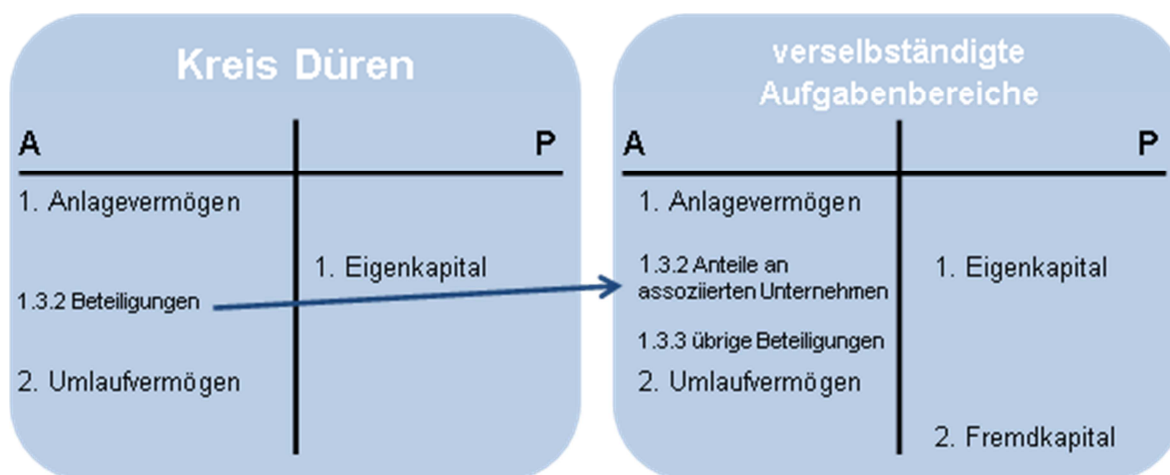 Kreis Düren
A
P
1. Anlagevermögen
1. Eigenkapital
1.3.2 Beteiligungen
2. Umlaufvermögen
verselbständigte
Aufgabenbereiche
A
P
1. Anlagevermögen
1.3.2 Anteile an
assoziierten Unternehmen
1. Eigenkapital
1.3.3 übrige Beteiligungen
2. Umlaufvermögen
2. Fremdkapital